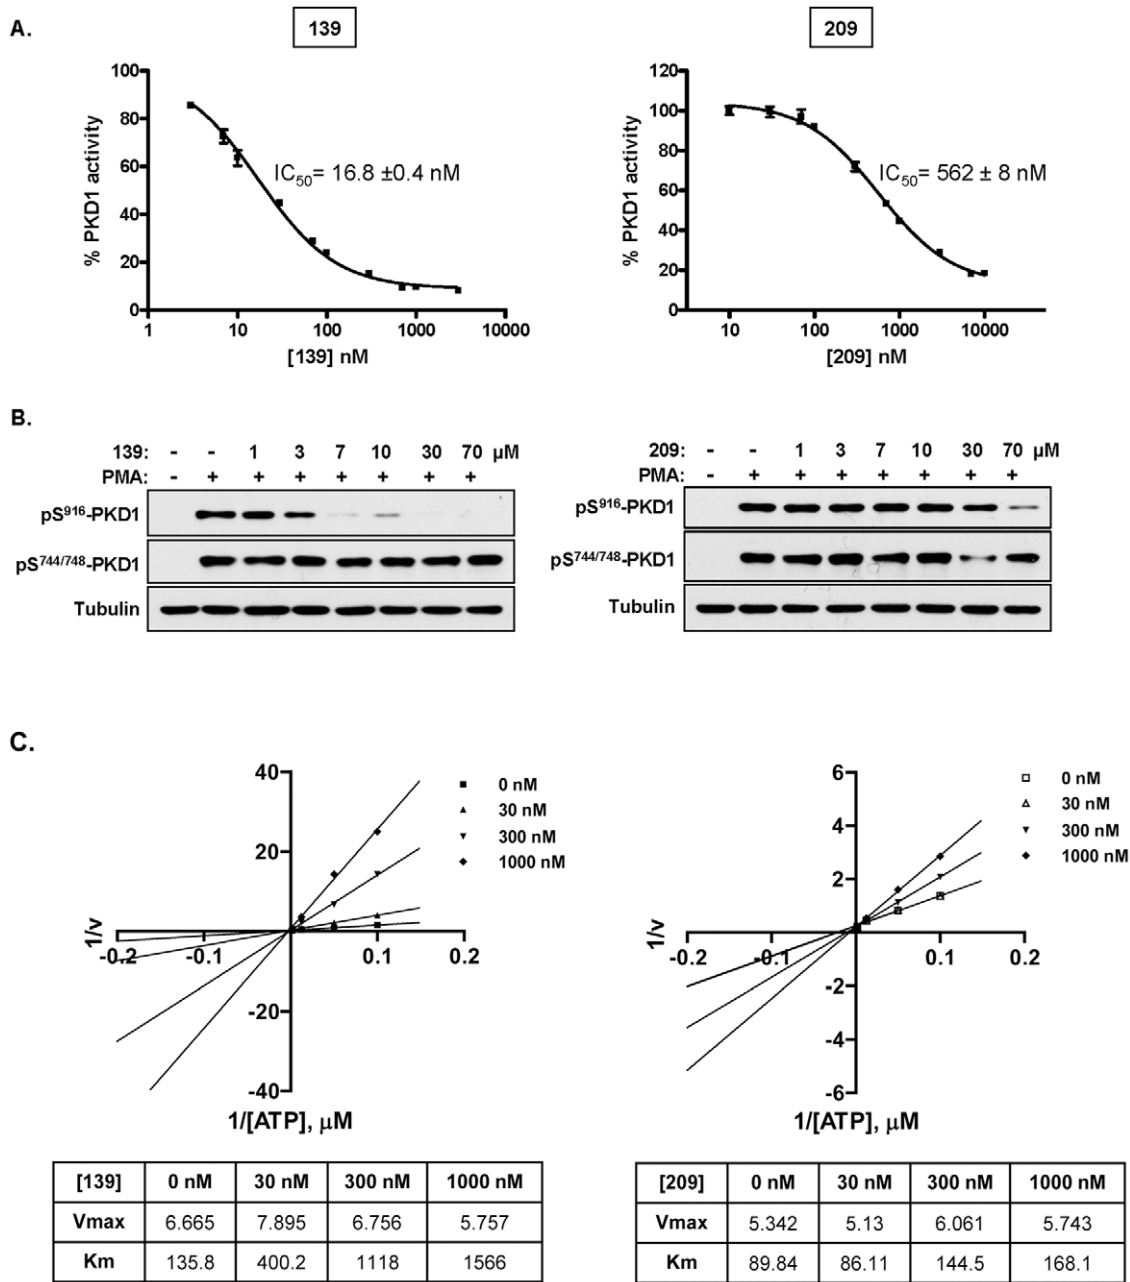 A.
139
209
% PKD1 activity
100
80
60
40
20
0
IC50= 16.8 ±0.4 nM
1 10 100 1000 10000
[139] nM
% PKD1 activity
120
100
80
60
40
20
0
IC50= 562 ± 8 nM
10 100 1000 10000
[209] nM
B.
139: - - 1 3 7 10 30 70 µM
PMA: - + + + + + + +
pS916-PKD1
pS744/748-PKD1
Tubulin
209: - - 1 3 7 10 30 70 µM
PMA: - + + + + + + +
pS916-PKD1
pS744/748-PKD1
Tubulin
C.
40
20
-20
-40
1/v
-0.2 -0.1 0.1 0.2
0 nM
30 nM
300 nM
1000 nM
1/[ATP], µM
6
4
2
-2
-4
-6
1/v
-0.2 -0.1 0.1 0.2
0 nM
30 nM
300 nM
1000 nM
1/[ATP], µM
[139] 0 nM 30 nM 300 nM 1000 nM
Vmax 6.665 7.895 6.756 5.757
Km 135.8 400.2 1118 1566
[209] 0 nM 30 nM 300 nM 1000 nM
Vmax 5.342 5.13 6.061 5.743
Km 89.84 86.11 144.5 168.1